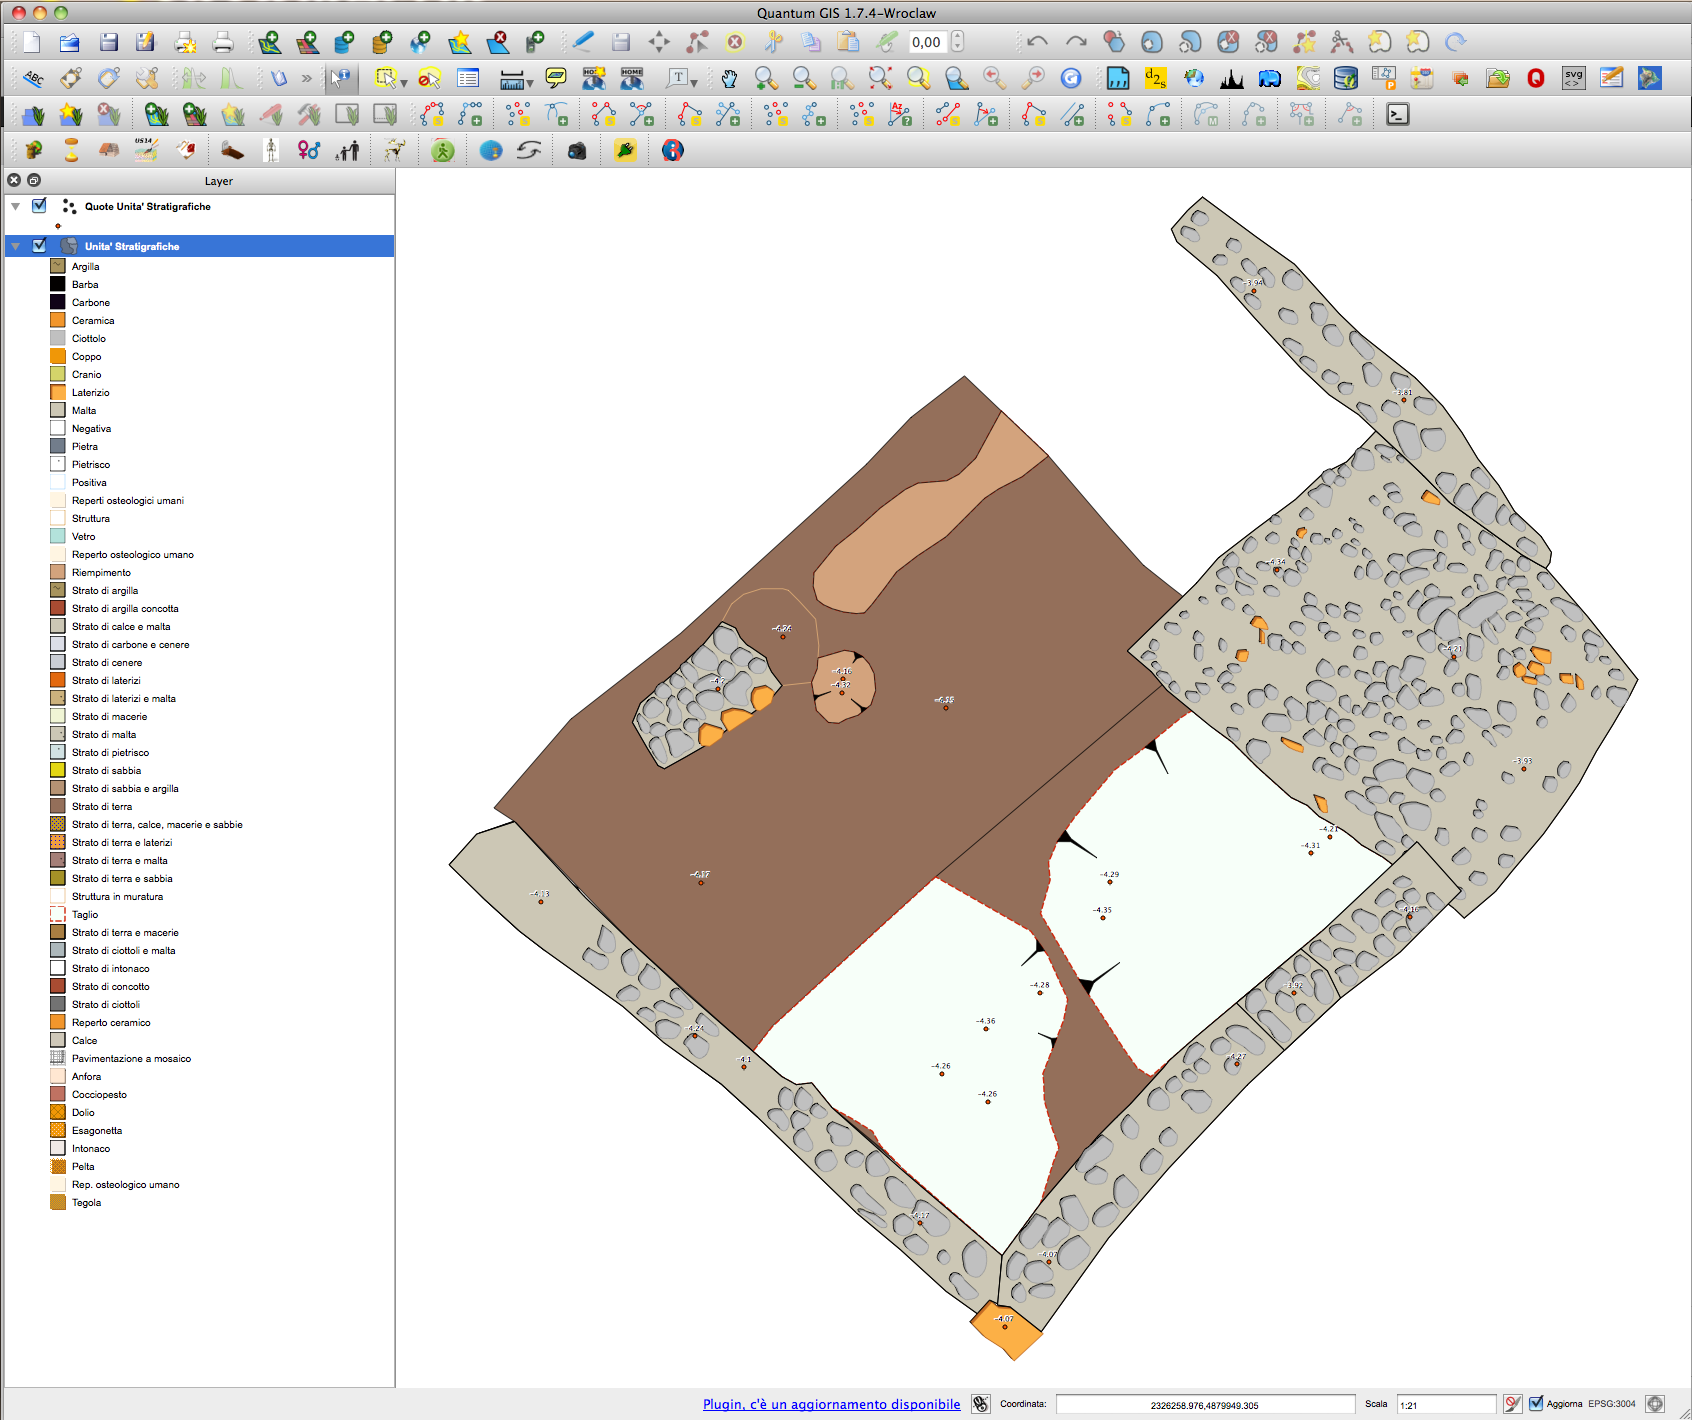 Quantum GIS 1.7.4-Wroclaw
0,00
ABC
HOME
T
d2s
Q
svg
Az
US14
Layer
Quote Unita' Stratigrafiche
Unita' Stratigrafiche
Argilla
Barba
Carbone
Ceramica
Ciottolo
Coppo
Cranio
Laterizio
Malta
Negativa
Pietra
Pietrisco
Positiva
Reperti osteologici umani
Struttura
Vetro
Reperto osteologico umano
Riempimento
Strato di argilla
Strato di argilla concotta
Strato di calce e malta
Strato di carbone e cenere
Strato di cenere
Strato di laterizi
Strato di laterizi e malta
Strato di macerie
Strato di malta
Strato di pietrisco
Strato di sabbia
Strato di sabbia e argilla
Strato di terra
Strato di terra, calce, macerie e sabbie
Strato di terra e laterizi
Strato di terra e malta
Strato di terra e sabbia
Struttura in muratura
Taglio
Strato di terra e macerie
Strato di ciottoli e malta
Strato di intonaco
Strato di concotto
Strato di ciottoli
Reperto ceramico
Calce
Pavimentazione a mosaico
Anfora
Cocciopesto
Dolio
Esagonetta
Intonaco
Pelta
Rep. osteologico umano
Tegola
-3.94
-3.81
-4.34
-4.21
-4.16
-4.32
-3.93
-4.21
-4.31
-4.29
-4.35
-4.13
-4.16
-4.28
-3.92
-4.36
-4.24
-4.1
-4.27
-4.26
-4.26
-4.17
-4.07
-4.07
Plugin, c'è un aggiornamento disponibile
Coordinata:
2326258.976,4879949.305
Scala
1:21
Aggiorna
EPSG:3004